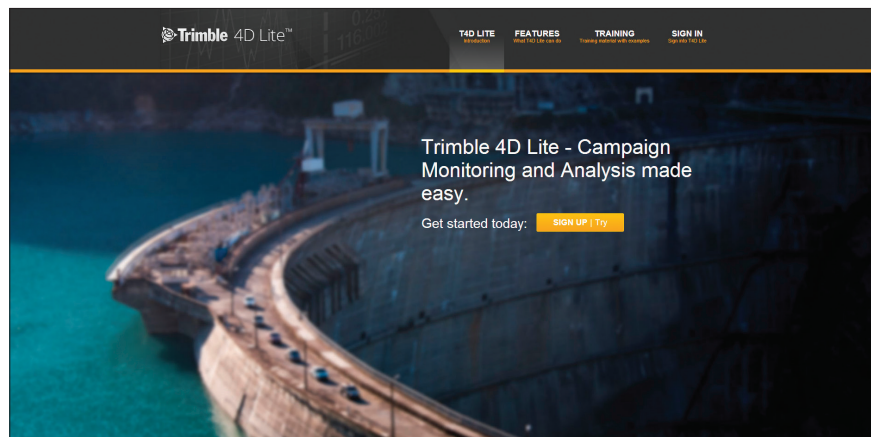 Trimble 4D Lite™
T4D LITE
Introduction
FEATURES
What T4D Lite can do
TRAINING
Training material with examples
SIGN IN
Sign into T4D Lite
Trimble 4D Lite - Campaign
Monitoring and Analysis made
easy.
Get started today:
SIGN UP | Try